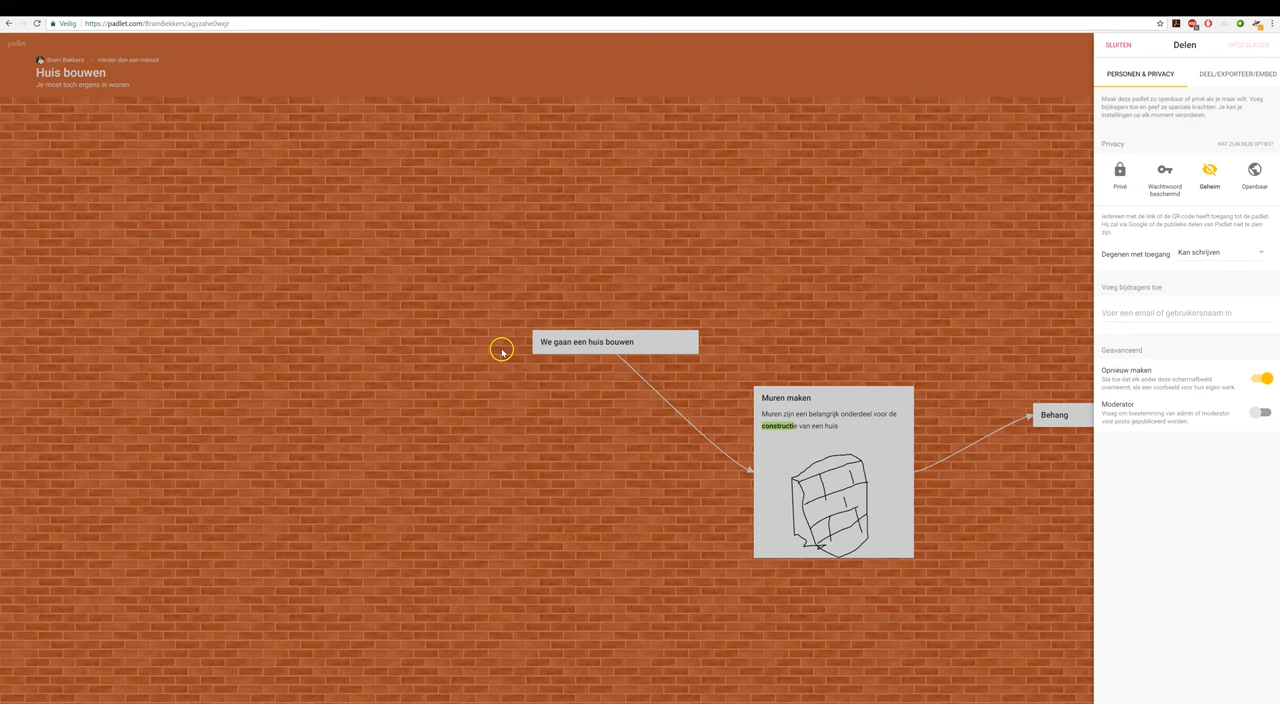 Veilig
https://padlet.com/BramBekkers/agyzahe0wxjr
padlet
Bram Bekkers - minder dan een minuut
Huis bouwen
Je moet toch ergens in wonen
We gaan een huis bouwen
Muren maken
Muren zijn een belangrijk onderdeel voor de
constructie van een huis
Behang
SLUITEN
Delen
OPGESLAGEN
PERSONEN & PRIVACY
DEEL/EXPORTEER/EMBED
Maak deze padlet zo openbaar of privé als je maar wilt. Voeg
bijdragers toe en geef ze speciale krachten. Je kan je
instellingen op elk moment veranderen.
Privacy
WAT ZIJN DEZE OPTIES?
Privé
Wachtwoord
beschermd
Geheim
Openbaar
Iedereen met de link of de QR-code heeft toegang tot de padlet.
Hij zal via Google of de publieke delen van Padlet niet te zien
zijn.
Degenen met toegang
Kan schrijven
Voeg bijdragers toe
Voer een email of gebruikersnaam in
Geavanceerd
Opnieuw maken
Sta toe dat elk ander deze schermafbeeld
overneemt, als een voorbeeld voor hun eigen werk.
Moderator
Vraag om toestemming van admin of moderator
voor posts gepubliceerd worden.